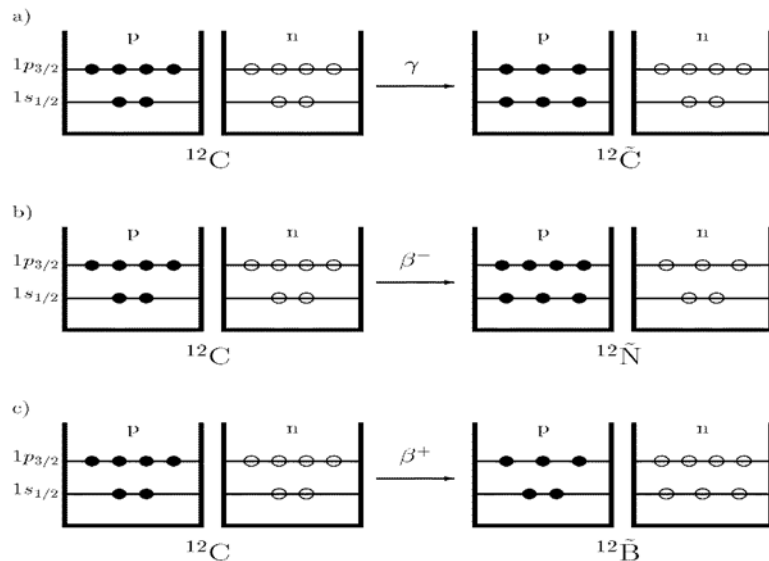 a)
p n p n
1p3/2 γ
1s1/2
¹²C ¹²C̃
b)
p n p n
1p3/2 β⁻
1s1/2
¹²C ¹²Ñ
c)
p n p n
1p3/2 β⁺
1s1/2
¹²C ¹²B̃